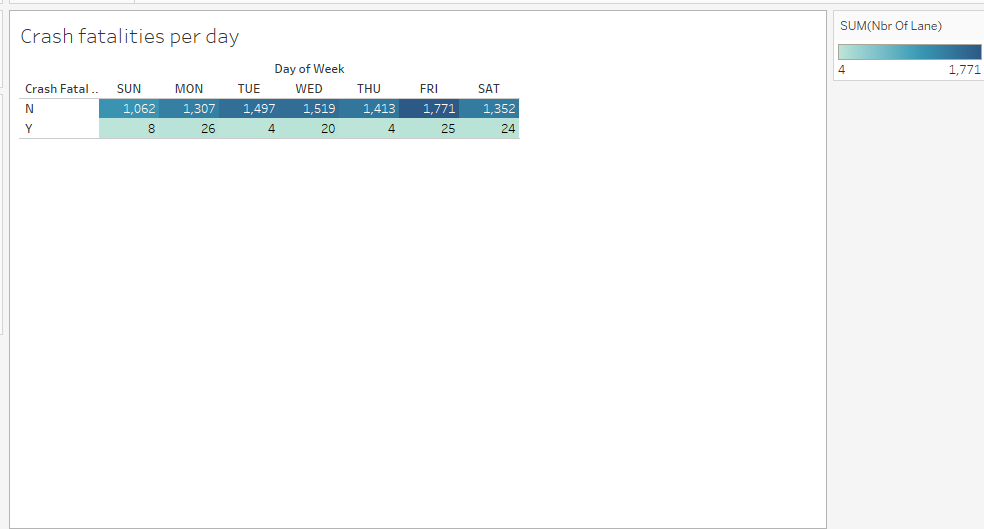 Crash fatalities per day
SUM(Nbr Of Lane)
4 1,771
Day of Week
Crash Fatal .. SUN MON TUE WED THU FRI SAT
N 1,062 1,307 1,497 1,519 1,413 1,771 1,352
Y 8 26 4 20 4 25 24